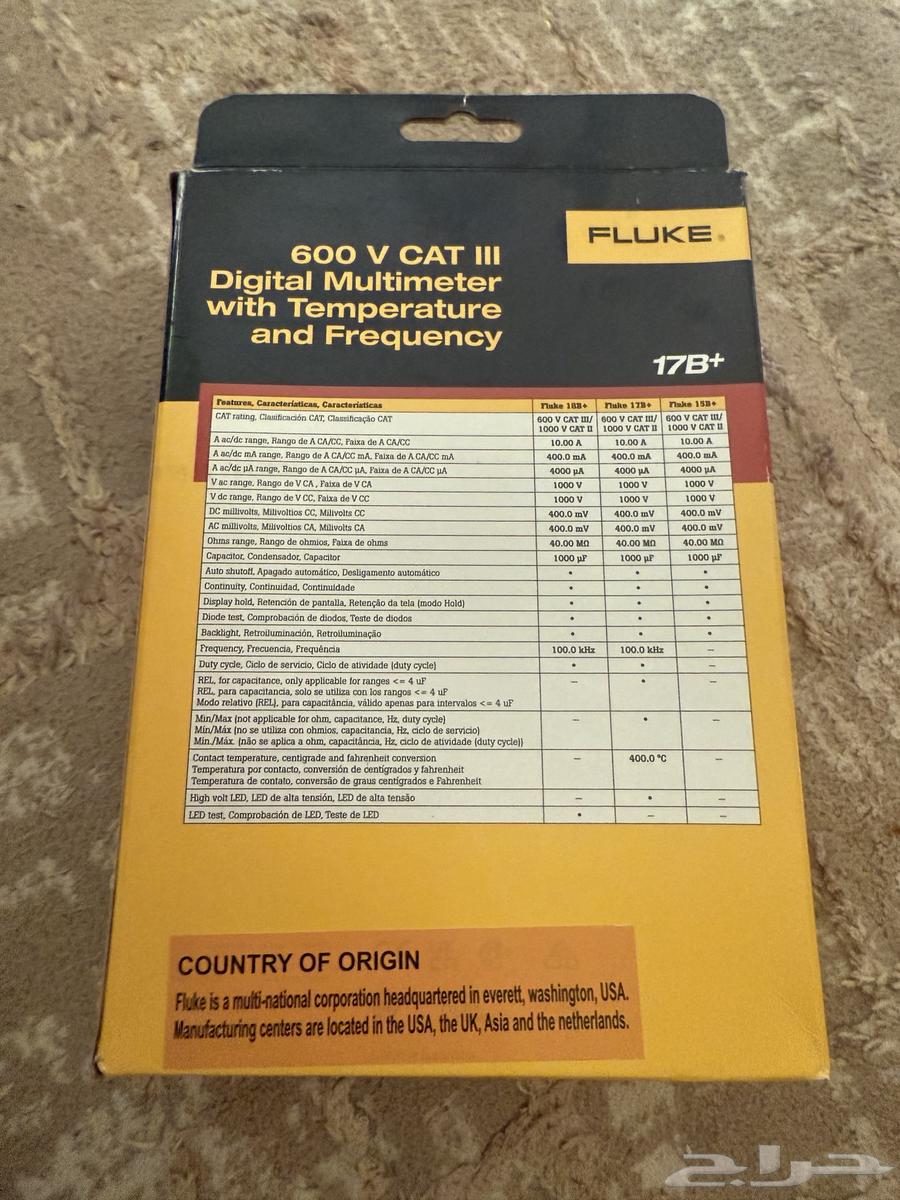 FLUKE®
600 V CAT III
Digital Multimeter
with Temperature
and Frequency
17B+
Features, Características, Características Fluke 18B+ Fluke 17B+ Fluke 15B+
CAT rating, Clasificación CAT, Classificação CAT 600 V CAT III/ 600 V CAT III/ 600 V CAT III/
1000 V CAT II 1000 V CAT II 1000 V CAT II
A ac/dc range, Rango de A CA/CC, Faixa de A CA/CC 10.00 A 10.00 A 10.00 A
A ac/dc mA range, Rango de A CA/CC mA, Faixa de A CA/CC mA 400.0 mA 400.0 mA 400.0 mA
A ac/dc µA range, Rango de A CA/CC µA, Faixa de A CA/CC µA 4000 µA 4000 µA 4000 µA
V ac range, Rango de V CA , Faixa de V CA 1000 V 1000 V 1000 V
V dc range, Rango de V CC, Faixa de V CC 1000 V 1000 V 1000 V
DC millivolts, Milivoltios CC, Milivolts CC 400.0 mV 400.0 mV 400.0 mV
AC millivolts, Milivoltios CA, Milivolts CA 400.0 mV 400.0 mV 400.0 mV
Ohms range, Rango de ohmios, Faixa de ohms 40.00 MΩ 40.00 MΩ 40.00 MΩ
Capacitor, Condensador, Capacitor 1000 µF 1000 µF 1000 µF
Auto shutoff, Apagado automático, Desligamento automático • • •
Continuity, Continuidad, Continuidade • • •
Display hold, Retención de pantalla, Retenção da tela (modo Hold) • • •
Diode test, Comprobación de diodos, Teste de diodos • • •
Backlight, Retroiluminación, Retroiluminação • • •
Frequency, Frecuencia, Frequência 100.0 kHz 100.0 kHz –
Duty cycle, Ciclo de servicio, Ciclo de atividade (duty cycle) • • –
REL, for capacitance, only applicable for ranges <= 4 uF – • –
REL, para capacitancia, solo se utiliza con los rangos <= 4 uF
Modo relativo (REL), para capacitância, válido apenas para intervalos <= 4 uF
Min/Max (not applicable for ohm, capacitance, Hz, duty cycle) – • –
Mín/Máx (no se utiliza con ohmios, capacitancia, Hz, ciclo de servicio)
Mín./Máx. (não se aplica a ohm, capacitância, Hz, ciclo de atividade (duty cycle))
Contact temperature, centigrade and fahrenheit conversion – 400.0 °C –
Temperatura por contacto, conversión de centígrados y fahrenheit
Temperatura de contato, conversão de graus centígrados e Fahrenheit
High volt LED, LED de alta tensión, LED de alta tensão – • –
LED test, Comprobación de LED, Teste de LED • – –
COUNTRY OF ORIGIN
Fluke is a multi-national corporation headquartered in everett, washington, USA.
Manufacturing centers are located in the USA, the UK, Asia and the netherlands.
حراج